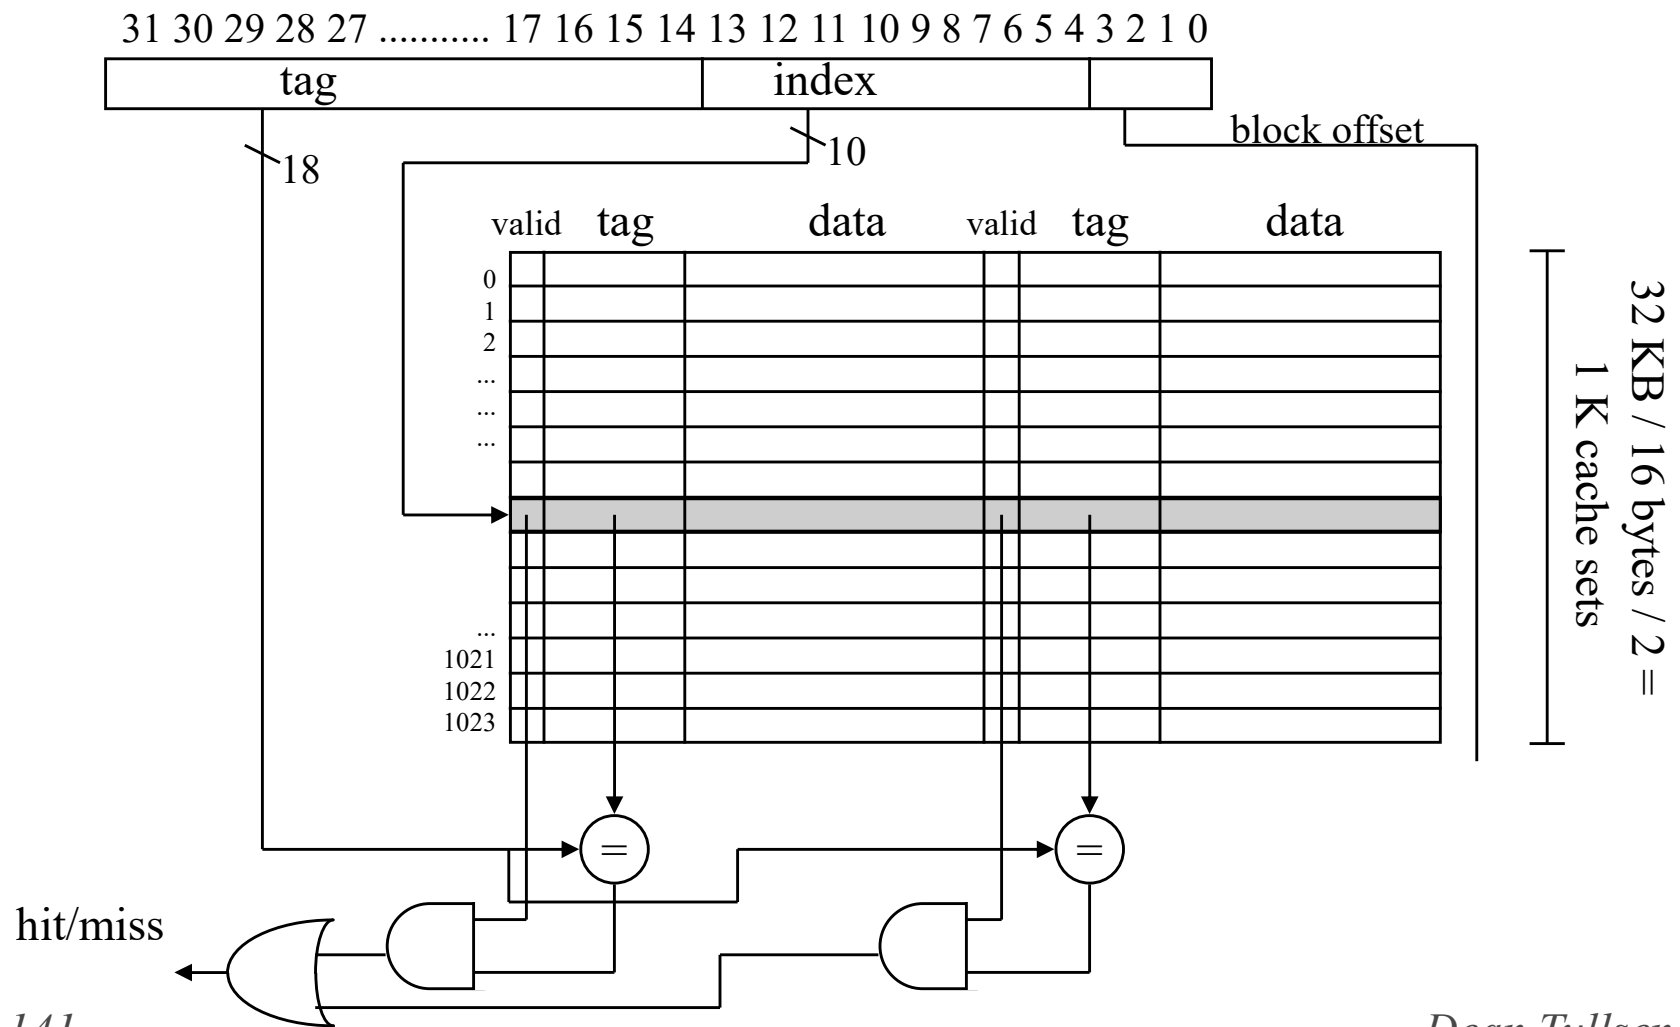 31 30 29 28 27 ........... 17 16 15 14 13 12 11 10 9 8 7 6 5 4 3 2 1 0
tag
index
block offset
18
10
valid tag data valid tag data
0
1
2
...
...
...
...
1021
1022
1023
32 KB / 16 bytes / 2 =
1 K cache sets
=
=
hit/miss